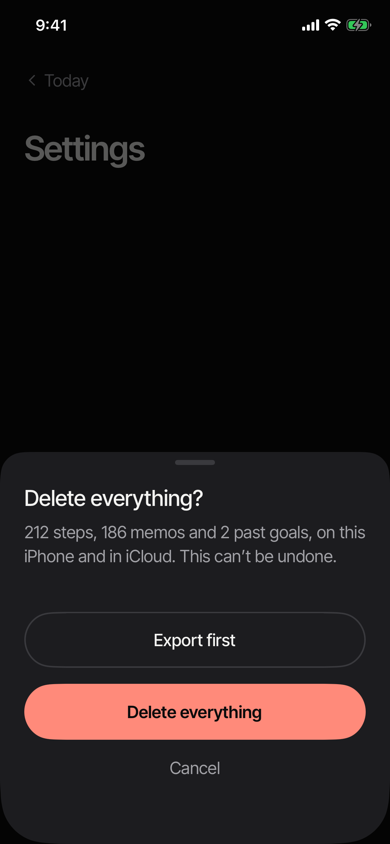 9:41
Today
Settings
Delete everything?
212 steps, 186 memos and 2 past goals, on this
iPhone and in iCloud. This can’t be undone.
Export first
Delete everything
Cancel